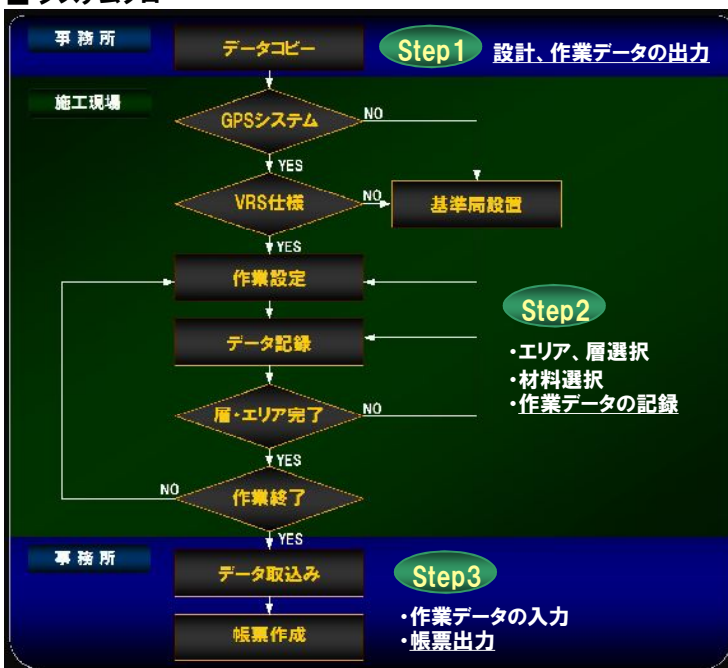 事務所
データコピー
Step1
設計、作業データの出力
施工現場
GPSシステム
NO
YES
VRS仕様
NO
基準局設置
YES
作業設定
Step2
データ記録
・エリア、層選択
・材料選択
・作業データの記録
層・エリア完了
NO
YES
NO
作業終了
YES
事務所
データ取込み
Step3
・作業データの入力
・帳票出力
帳票作成